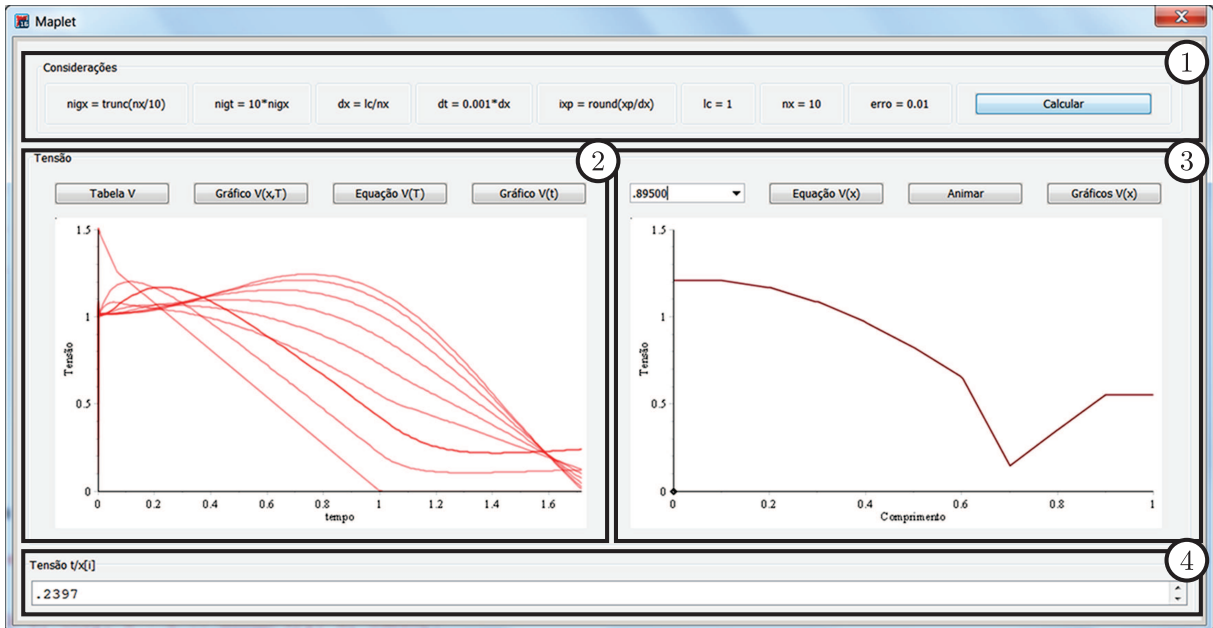 Maplet
1
Considerações
nigx = trunc(nx/10) nigt = 10*nigx dx = lc/nx dt = 0.001*dx ixp = round(xp/dx) lc = 1 nx = 10 erro = 0.01 Calcular
Tensão
2
Tabela V Gráfico V(x,T) Equação V(T) Gráfico V(t)
1.5
1
0.5
0
Tensão
0 0.2 0.4 0.6 0.8 1 1.2 1.4 1.6
tempo
3
.89500 Equação V(x) Animar Gráficos V(x)
1.5
1
0.5
0
Tensão
0 0.2 0.4 0.6 0.8 1
Comprimento
4
Tensão t/x[i]
.2397